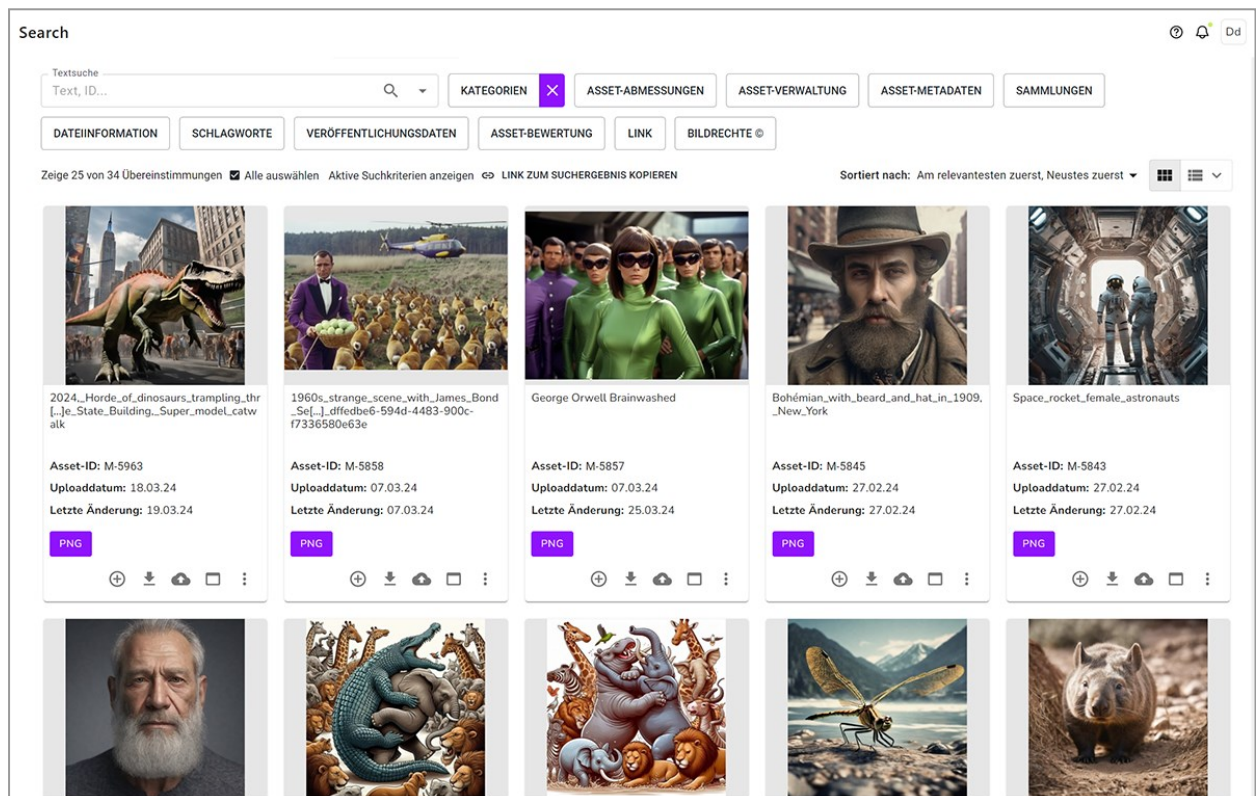 Search
Dd
Textsuche
Text, ID...
KATEGORIEN
ASSET-ABMESSUNGEN
ASSET-VERWALTUNG
ASSET-METADATEN
SAMMLUNGEN
DATEIINFORMATION
SCHLAGWORTE
VERÖFFENTLICHUNGSDATEN
ASSET-BEWERTUNG
LINK
BILDRECHTE ©
Zeige 25 von 34 Übereinstimmungen Alle auswählen Aktive Suchkriterien anzeigen LINK ZUM SUCHERGEBNIS KOPIEREN
Sortiert nach: Am relevantesten zuerst, Neustes zuerst
2024,_Horde_of_dinosaurs_trampling_thr
[...]e_State_Building,_Super_model_catw
alk
Asset-ID: M-5963
Uploaddatum: 18.03.24
Letzte Änderung: 19.03.24
PNG
1960s_strange_scene_with_James_Bond
_Se[...]_dffedbe6-594d-4483-900c-
f7336580e63e
Asset-ID: M-5858
Uploaddatum: 07.03.24
Letzte Änderung: 07.03.24
PNG
George Orwell Brainwashed
Asset-ID: M-5857
Uploaddatum: 07.03.24
Letzte Änderung: 25.03.24
PNG
Bohémian_with_beard_and_hat_in_1909,
_New_York
Asset-ID: M-5845
Uploaddatum: 27.02.24
Letzte Änderung: 27.02.24
PNG
Space_rocket_female_astronauts
Asset-ID: M-5843
Uploaddatum: 27.02.24
Letzte Änderung: 27.02.24
PNG